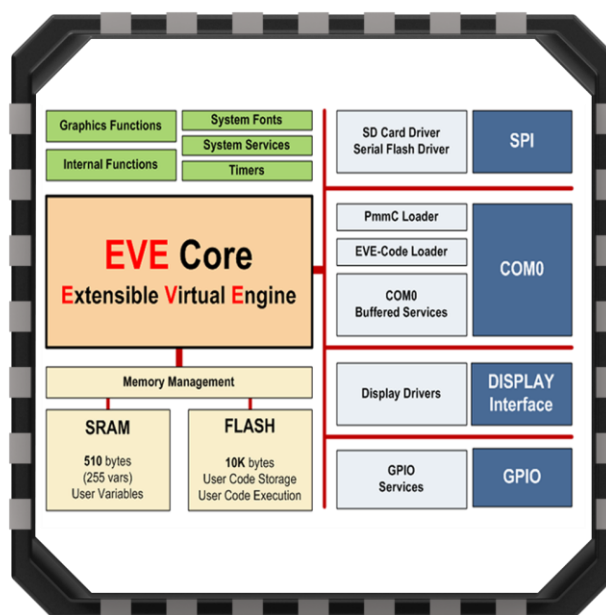 Graphics Functions
Internal Functions
System Fonts
System Services
Timers
EVE Core
Extensible Virtual Engine
Memory Management
SRAM
510 bytes
(255 vars)
User Variables
FLASH
10K bytes
User Code Storage
User Code Execution
SD Card Driver
Serial Flash Driver
SPI
PmmC Loader
EVE-Code Loader
COM0
Buffered Services
COM0
Display Drivers
DISPLAY
Interface
GPIO
Services
GPIO